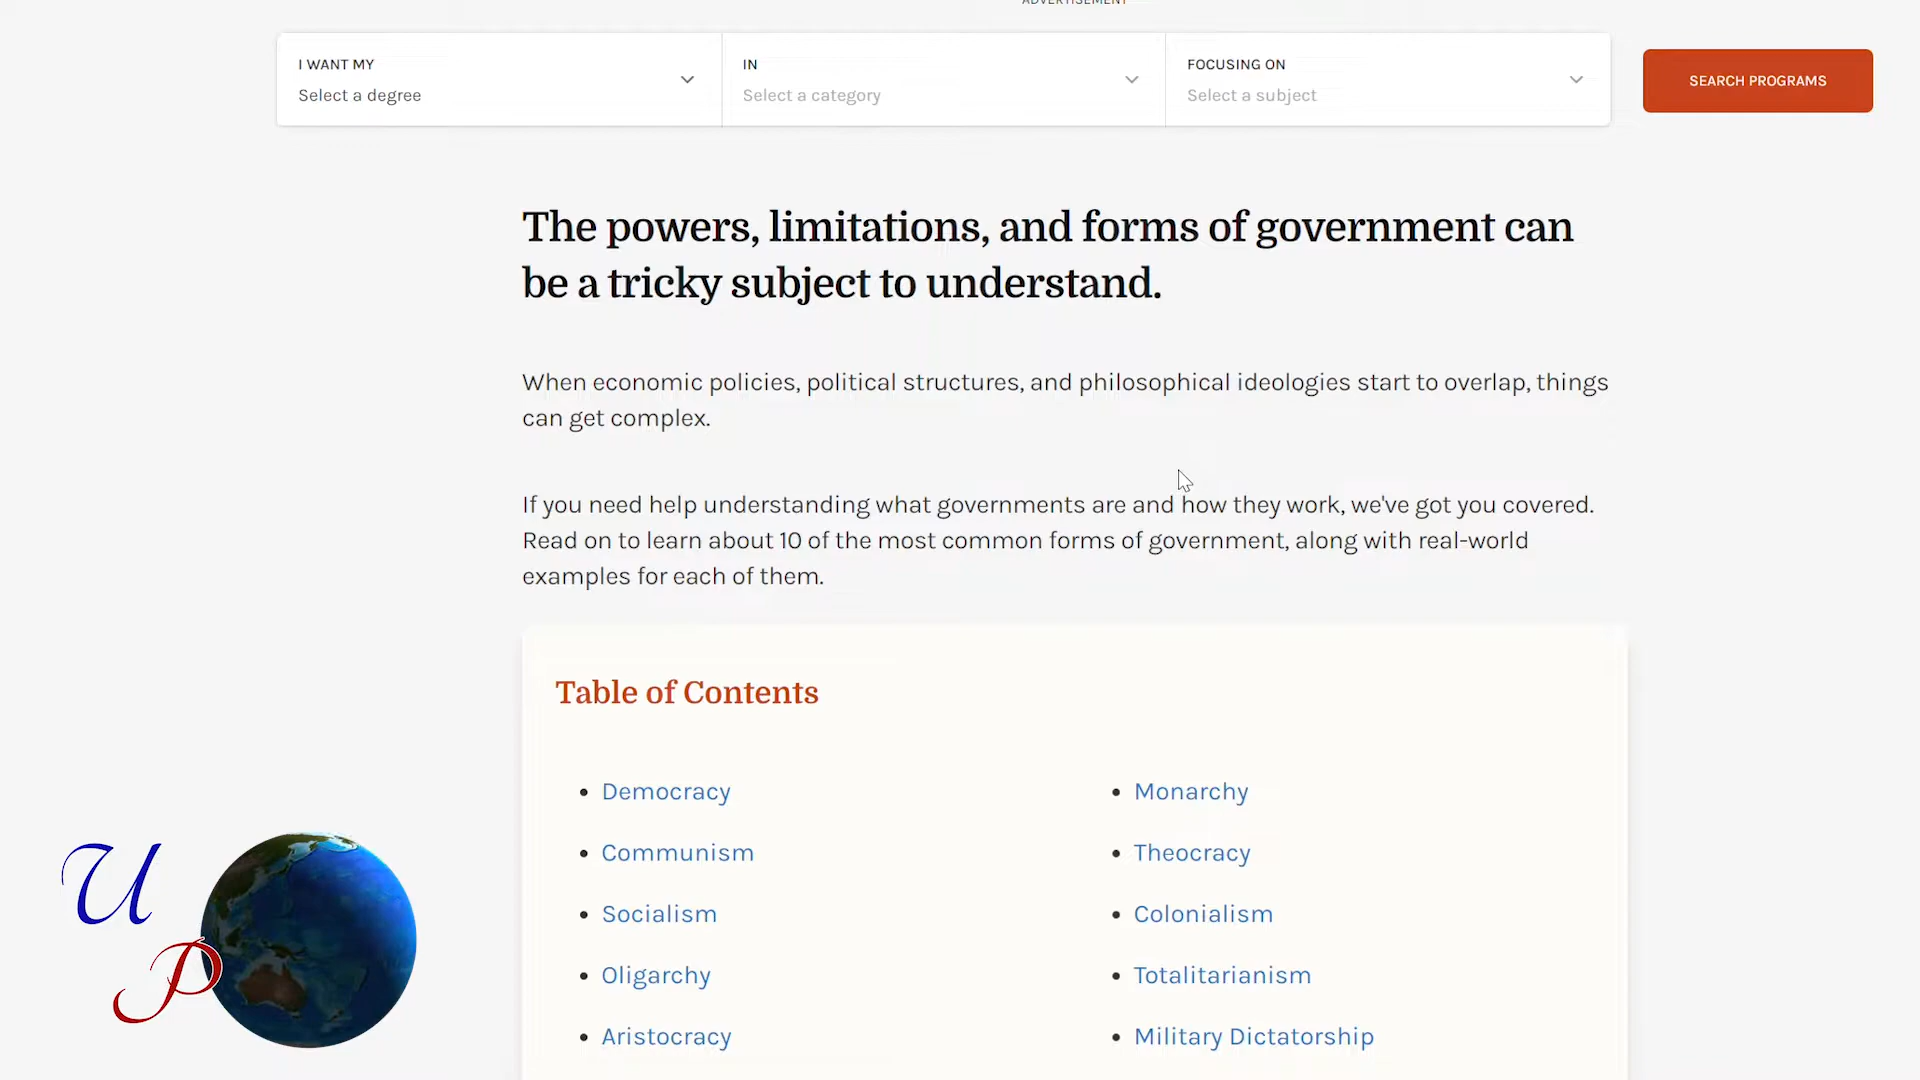 ADVERTISEMENT
I WANT MY
Select a degree
IN
Select a category
FOCUSING ON
Select a subject
SEARCH PROGRAMS
The powers, limitations, and forms of government can
be a tricky subject to understand.
When economic policies, political structures, and philosophical ideologies start to overlap, things
can get complex.
If you need help understanding what governments are and how they work, we've got you covered.
Read on to learn about 10 of the most common forms of government, along with real-world
examples for each of them.
Table of Contents
Democracy
Communism
Socialism
Oligarchy
Aristocracy
Monarchy
Theocracy
Colonialism
Totalitarianism
Military Dictatorship
U
P